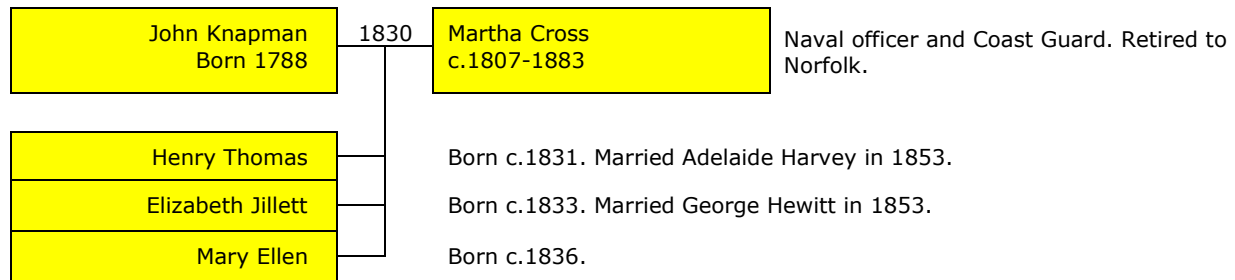 John Knapman
Born 1788
1830
Martha Cross
c.1807-1883
Naval officer and Coast Guard. Retired to
Norfolk.
Henry Thomas
Born c.1831. Married Adelaide Harvey in 1853.
Elizabeth Jillett
Born c.1833. Married George Hewitt in 1853.
Mary Ellen
Born c.1836.